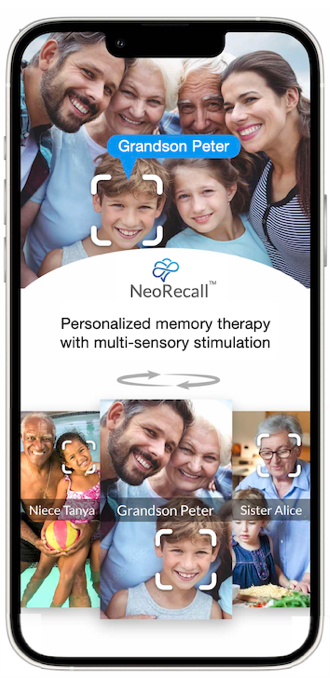 Grandson Peter
NeoRecall™
Personalized memory therapy
with multi-sensory stimulation
Niece Tanya
Grandson Peter
Sister Alice